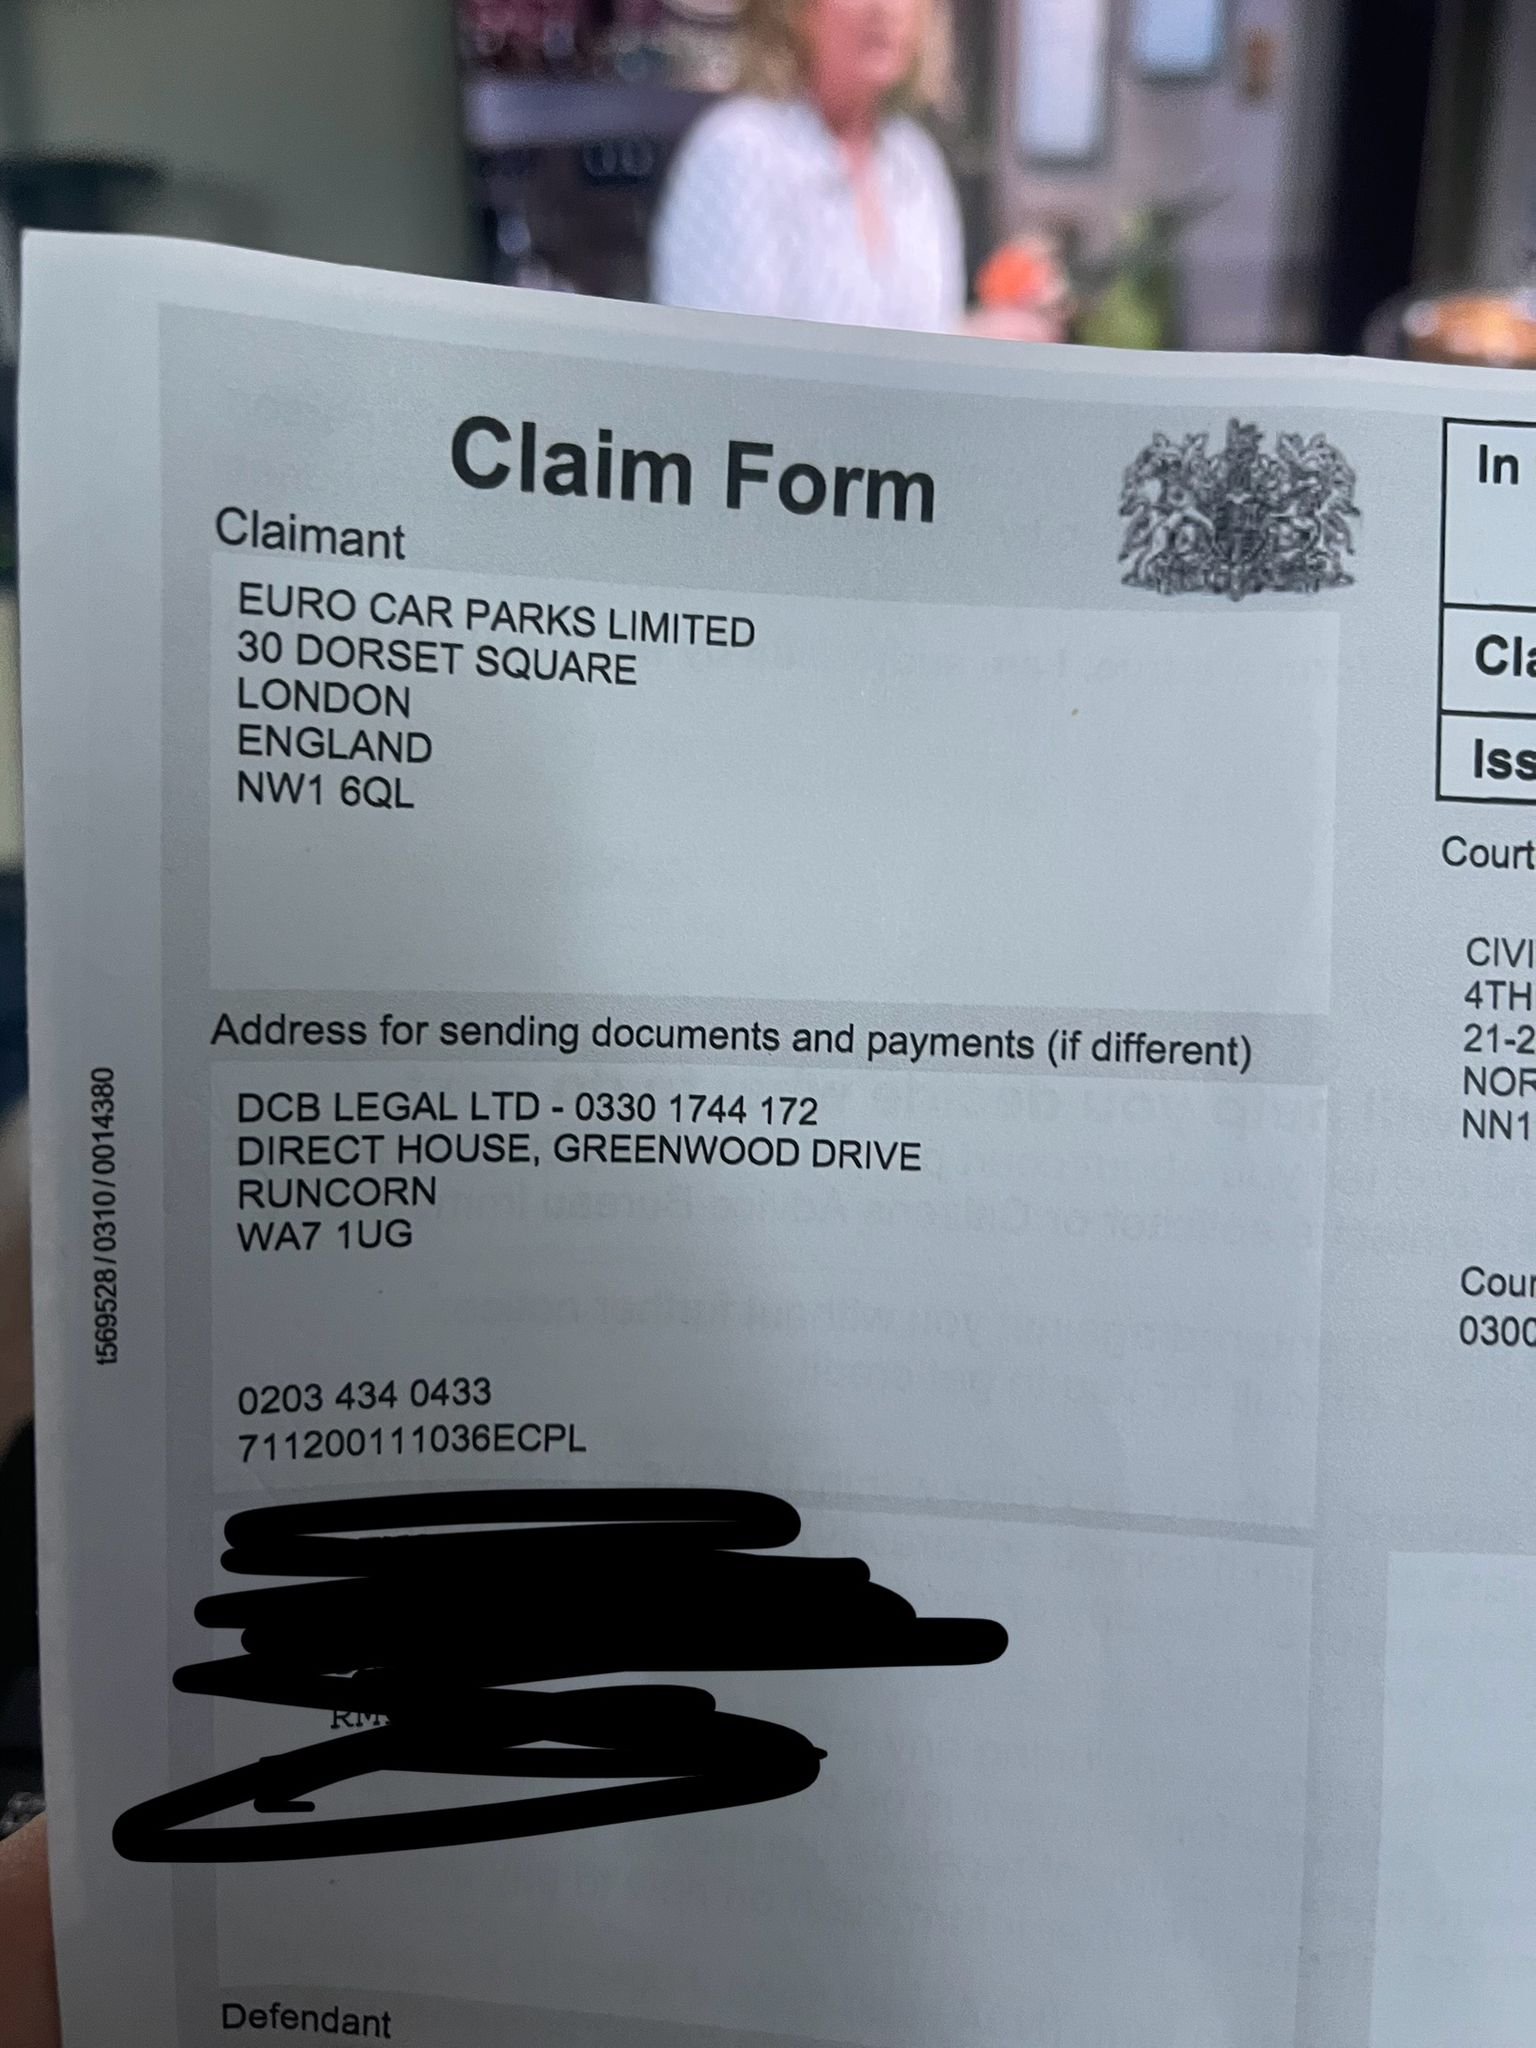 Claim Form
Claimant
EURO CAR PARKS LIMITED
30 DORSET SQUARE
LONDON
ENGLAND
NW1 6QL
Address for sending documents and payments (if different)
DCB LEGAL LTD - 0330 1744 172
DIRECT HOUSE, GREENWOOD DRIVE
RUNCORN
WA7 1UG
0203 434 0433
711200111036ECPL
Defendant
t569528/0310/0014380
In
Cla
Iss
Court
CIVI
4TH
21-2
NOR
NN1
Cour
0300